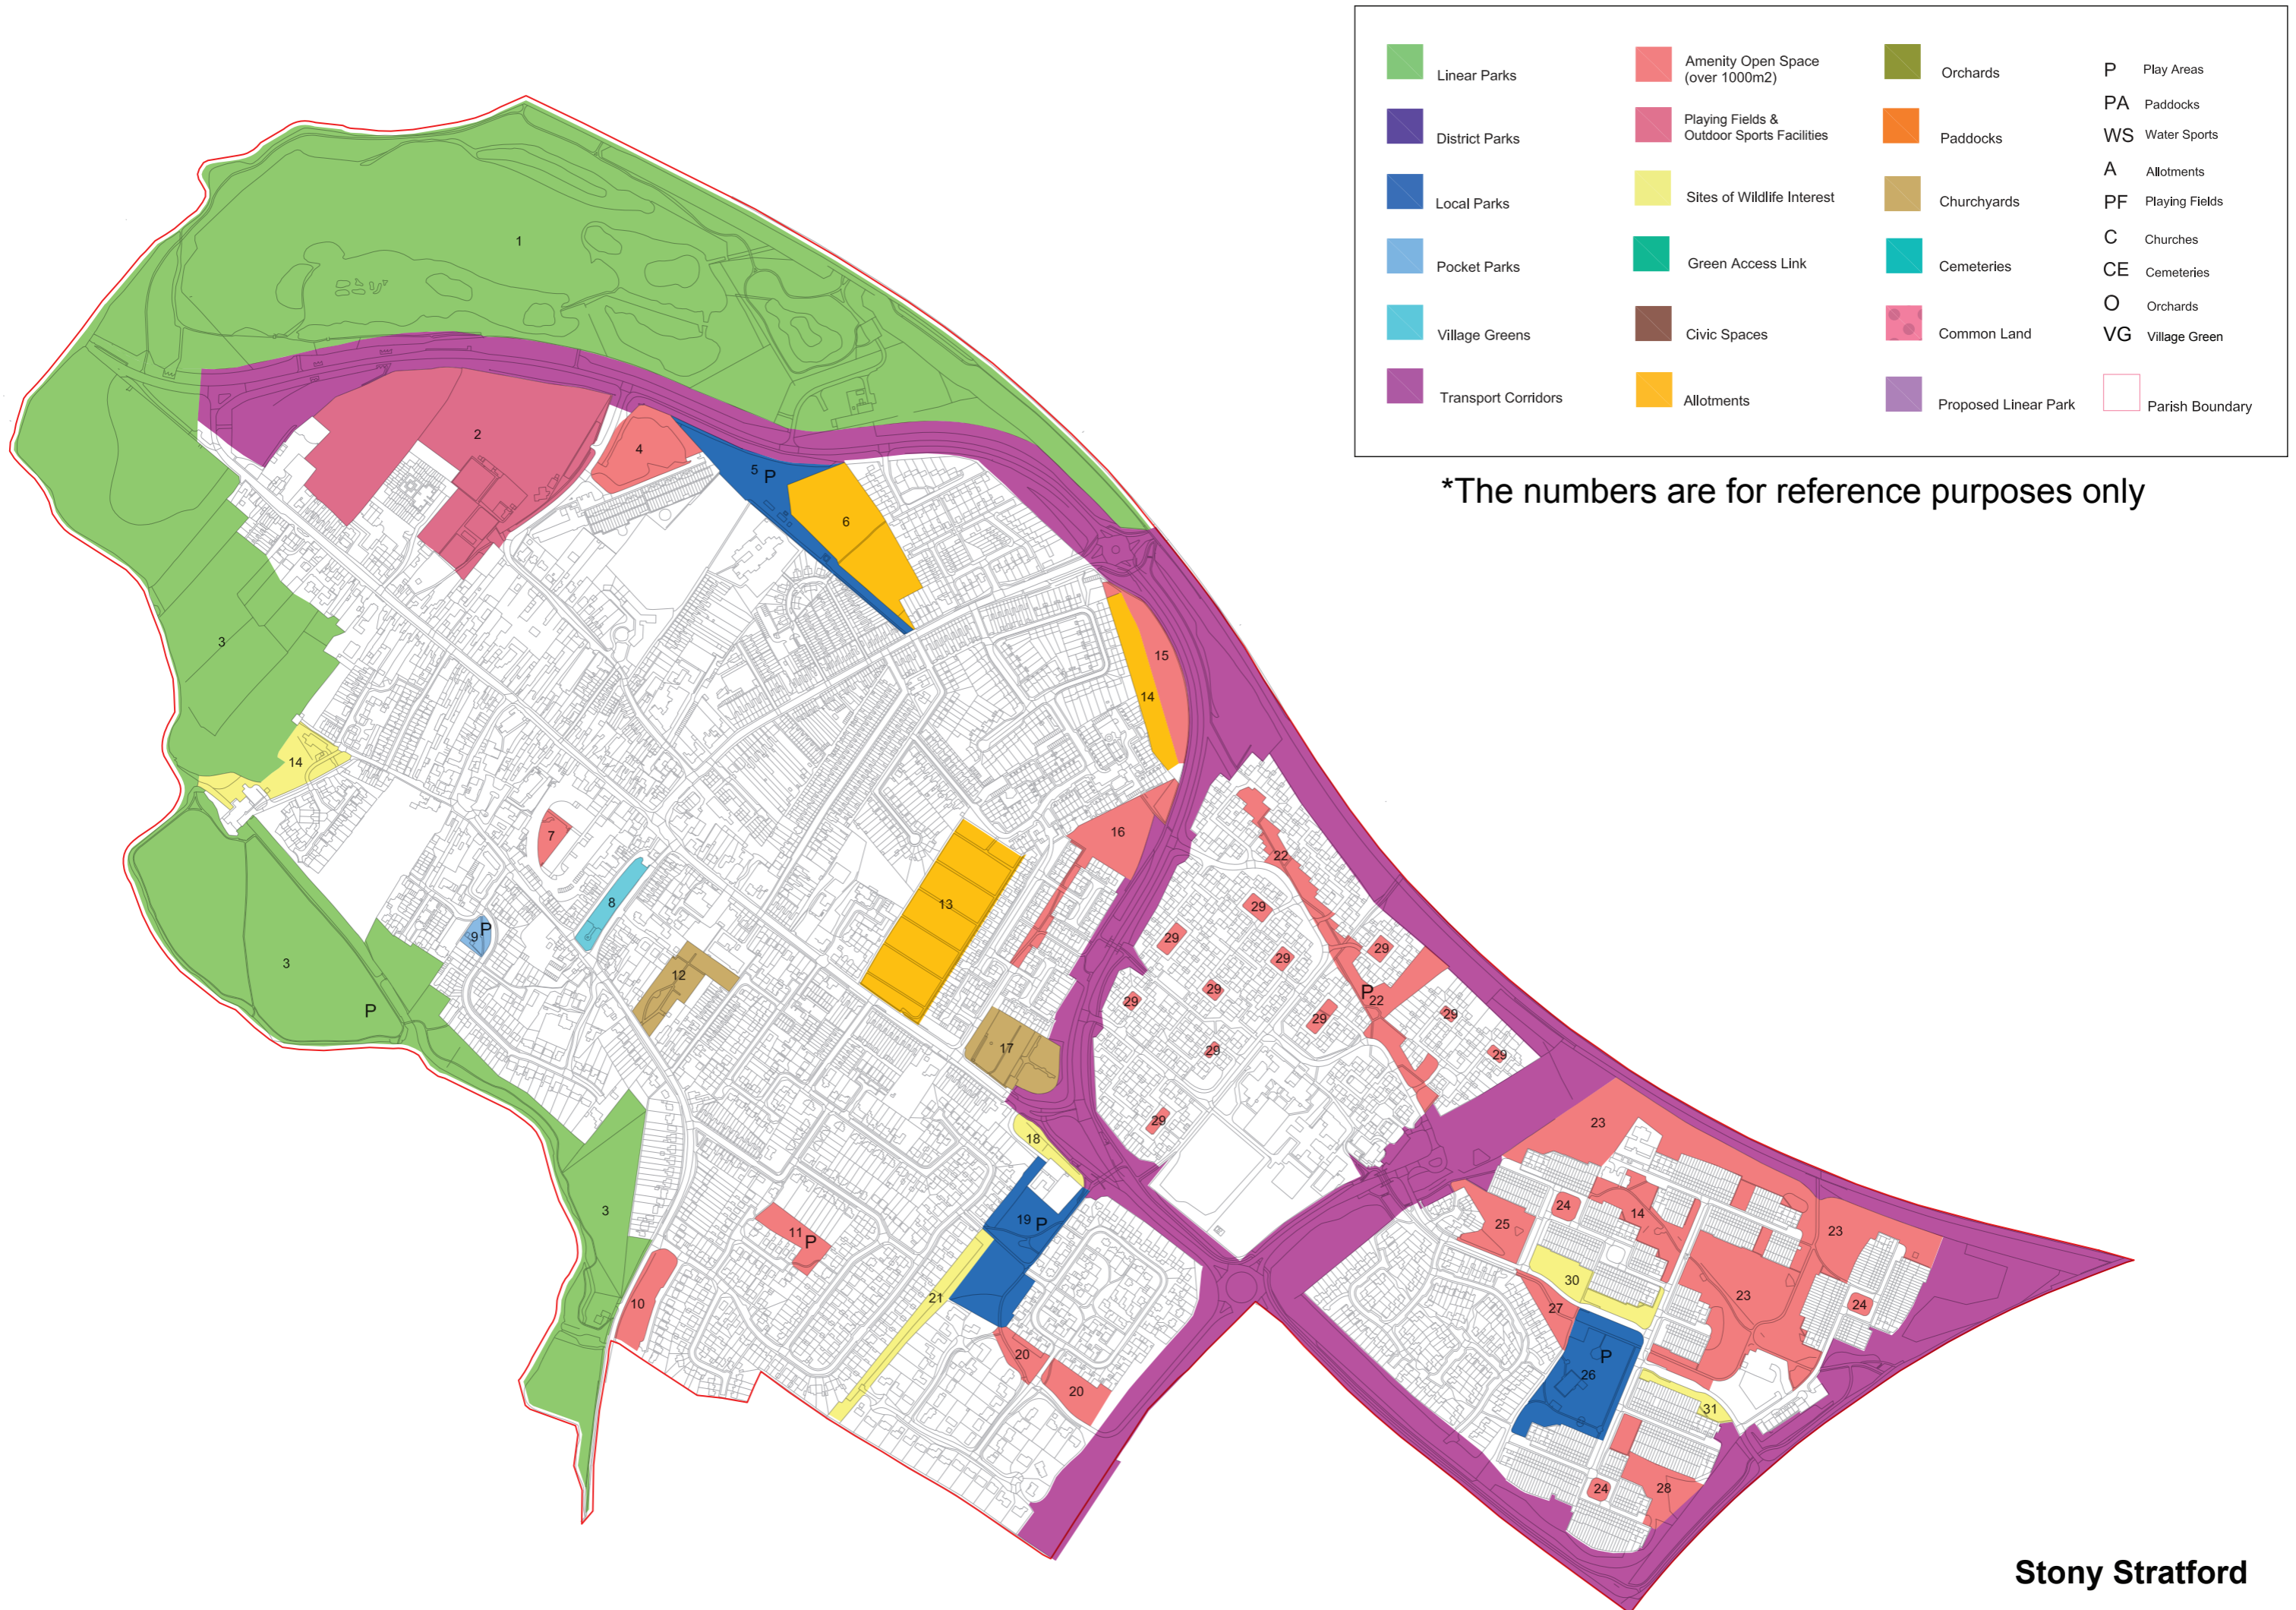 Linear Parks
District Parks
Local Parks
Pocket Parks
Village Greens
Transport Corridors
Amenity Open Space
(over 1000m2)
Playing Fields &
Outdoor Sports Facilities
Sites of Wildlife Interest
Green Access Link
Civic Spaces
Allotments
Orchards
Paddocks
Churchyards
Cemeteries
Common Land
Proposed Linear Park
P Play Areas
PA Paddocks
WS Water Sports
A Allotments
PF Playing Fields
C Churches
CE Cemeteries
O Orchards
VG Village Green
Parish Boundary
*The numbers are for reference purposes only
1
2
4
5 P
6
3
15
14
14
7
16
22
8
13
29
9 P
29
29
29
12
3
29
29
P
P 22
29
29
17
29
29
29
18
23
3
19 P
24
14
25
23
11 P
30
21
23
10
27
24
20
P
26
20
31
24
28
Stony Stratford